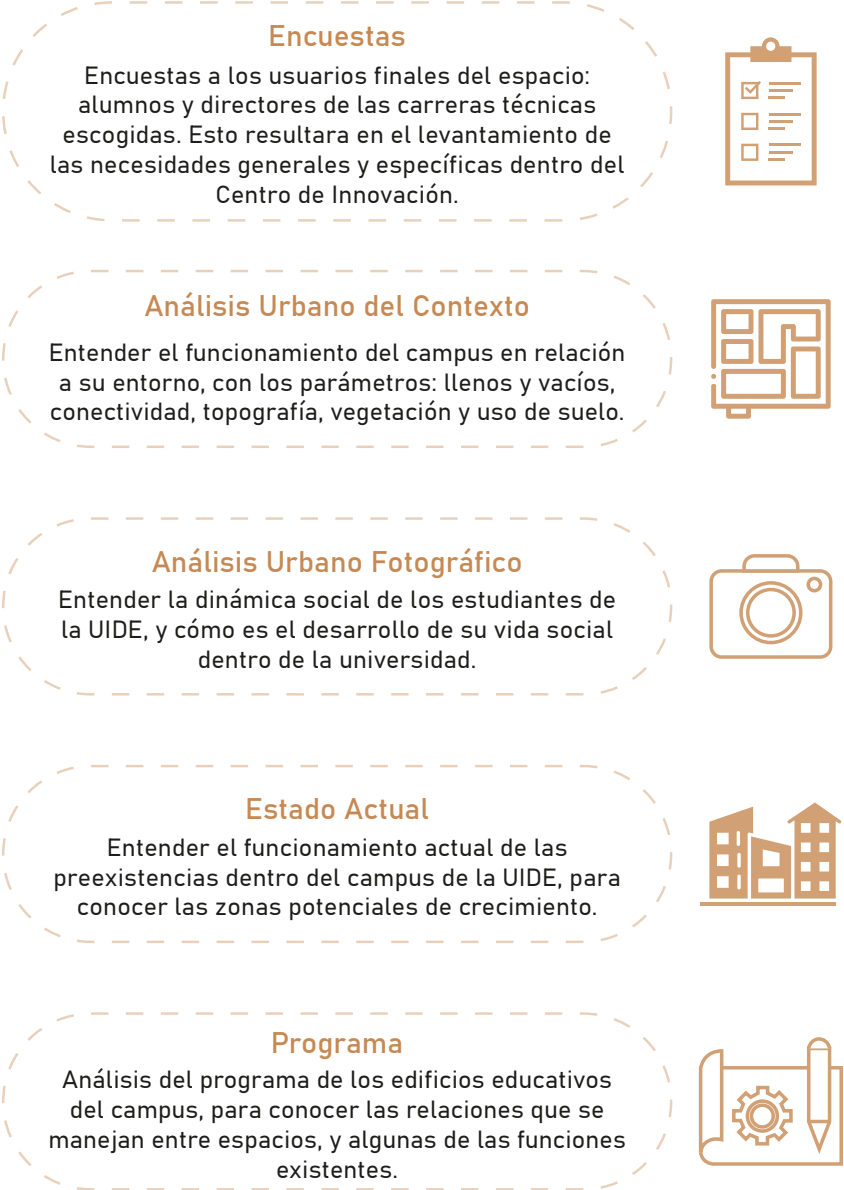 Encuestas
Encuestas a los usuarios finales del espacio:
alumnos y directores de las carreras técnicas
escogidas. Esto resultara en el levantamiento de
las necesidades generales y específicas dentro del
Centro de Innovación.
Análisis Urbano del Contexto
Entender el funcionamiento del campus en relación
a su entorno, con los parámetros: llenos y vacíos,
conectividad, topografía, vegetación y uso de suelo.
Análisis Urbano Fotográfico
Entender la dinámica social de los estudiantes de
la UIDE, y cómo es el desarrollo de su vida social
dentro de la universidad.
Estado Actual
Entender el funcionamiento actual de las
preexistencias dentro del campus de la UIDE, para
conocer las zonas potenciales de crecimiento.
Programa
Análisis del programa de los edificios educativos
del campus, para conocer las relaciones que se
manejan entre espacios, y algunas de las funciones
existentes.